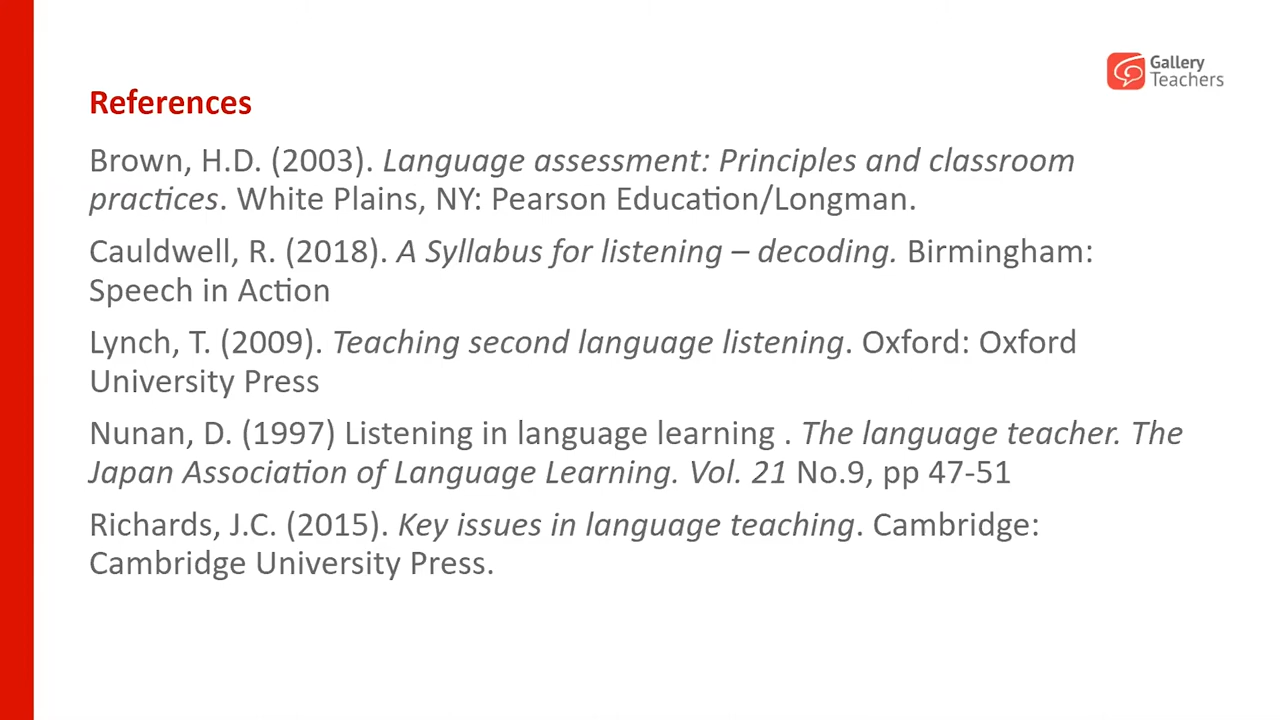 Gallery
Teachers
References
Brown, H.D. (2003). Language assessment: Principles and classroom
practices. White Plains, NY: Pearson Education/Longman.
Cauldwell, R. (2018). A Syllabus for listening – decoding. Birmingham:
Speech in Action
Lynch, T. (2009). Teaching second language listening. Oxford: Oxford
University Press
Nunan, D. (1997) Listening in language learning . The language teacher. The
Japan Association of Language Learning. Vol. 21 No.9, pp 47-51
Richards, J.C. (2015). Key issues in language teaching. Cambridge:
Cambridge University Press.